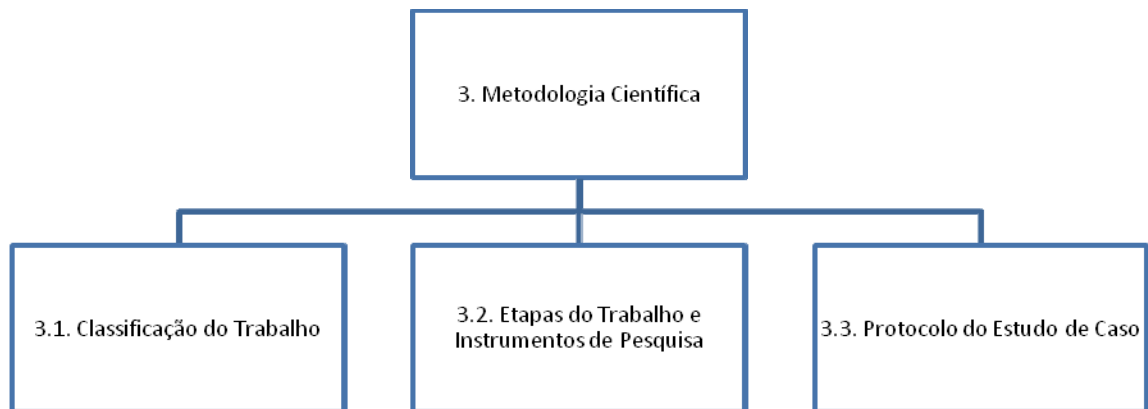 3. Metodologia Científica
3.1. Classificação do Trabalho
3.2. Etapas do Trabalho e
Instrumentos de Pesquisa
3.3. Protocolo do Estudo de Caso